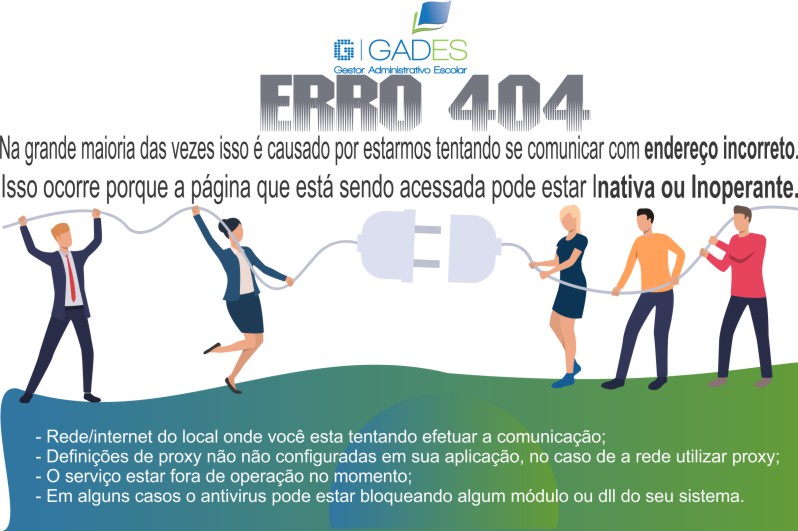 G|GADES
Gestor Administrativo Escolar
ERRO 404
Na grande maioria das vezes isso é causado por estarmos tentando se comunicar com endereço incorreto.
Isso ocorre porque a página que está sendo acessada pode estar Inativa ou Inoperante.
- Rede/internet do local onde você esta tentando efetuar a comunicação;
- Definições de proxy não não configuradas em sua aplicação, no caso de a rede utilizar proxy;
- O serviço estar fora de operação no momento;
- Em alguns casos o antivirus pode estar bloqueando algum módulo ou dll do seu sistema.